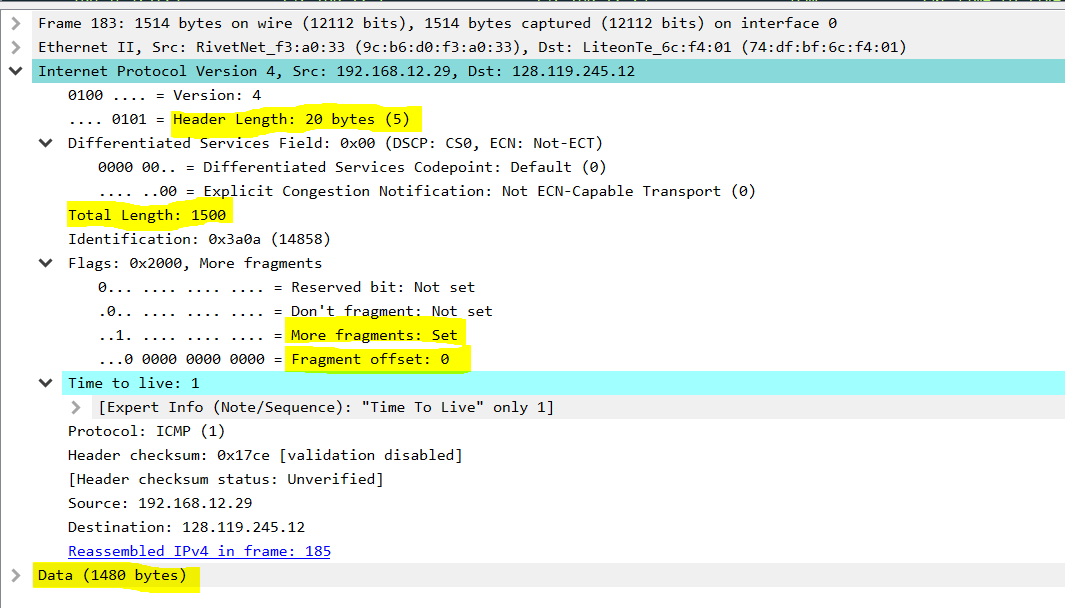 Frame 183: 1514 bytes on wire (12112 bits), 1514 bytes captured (12112 bits) on interface 0
Ethernet II, Src: RivetNet_f3:a0:33 (9c:b6:d0:f3:a0:33), Dst: LiteonTe_6c:f4:01 (74:df:bf:6c:f4:01)
Internet Protocol Version 4, Src: 192.168.12.29, Dst: 128.119.245.12
0100 .... = Version: 4
.... 0101 = Header Length: 20 bytes (5)
Differentiated Services Field: 0x00 (DSCP: CS0, ECN: Not-ECT)
0000 00.. = Differentiated Services Codepoint: Default (0)
.... ..00 = Explicit Congestion Notification: Not ECN-Capable Transport (0)
Total Length: 1500
Identification: 0x3a0a (14858)
Flags: 0x2000, More fragments
0... .... .... .... = Reserved bit: Not set
.0.. .... .... .... = Don't fragment: Not set
..1. .... .... .... = More fragments: Set
...0 0000 0000 0000 = Fragment offset: 0
Time to live: 1
[Expert Info (Note/Sequence): "Time To Live" only 1]
Protocol: ICMP (1)
Header checksum: 0x17ce [validation disabled]
[Header checksum status: Unverified]
Source: 192.168.12.29
Destination: 128.119.245.12
Reassembled IPv4 in frame: 185
Data (1480 bytes)